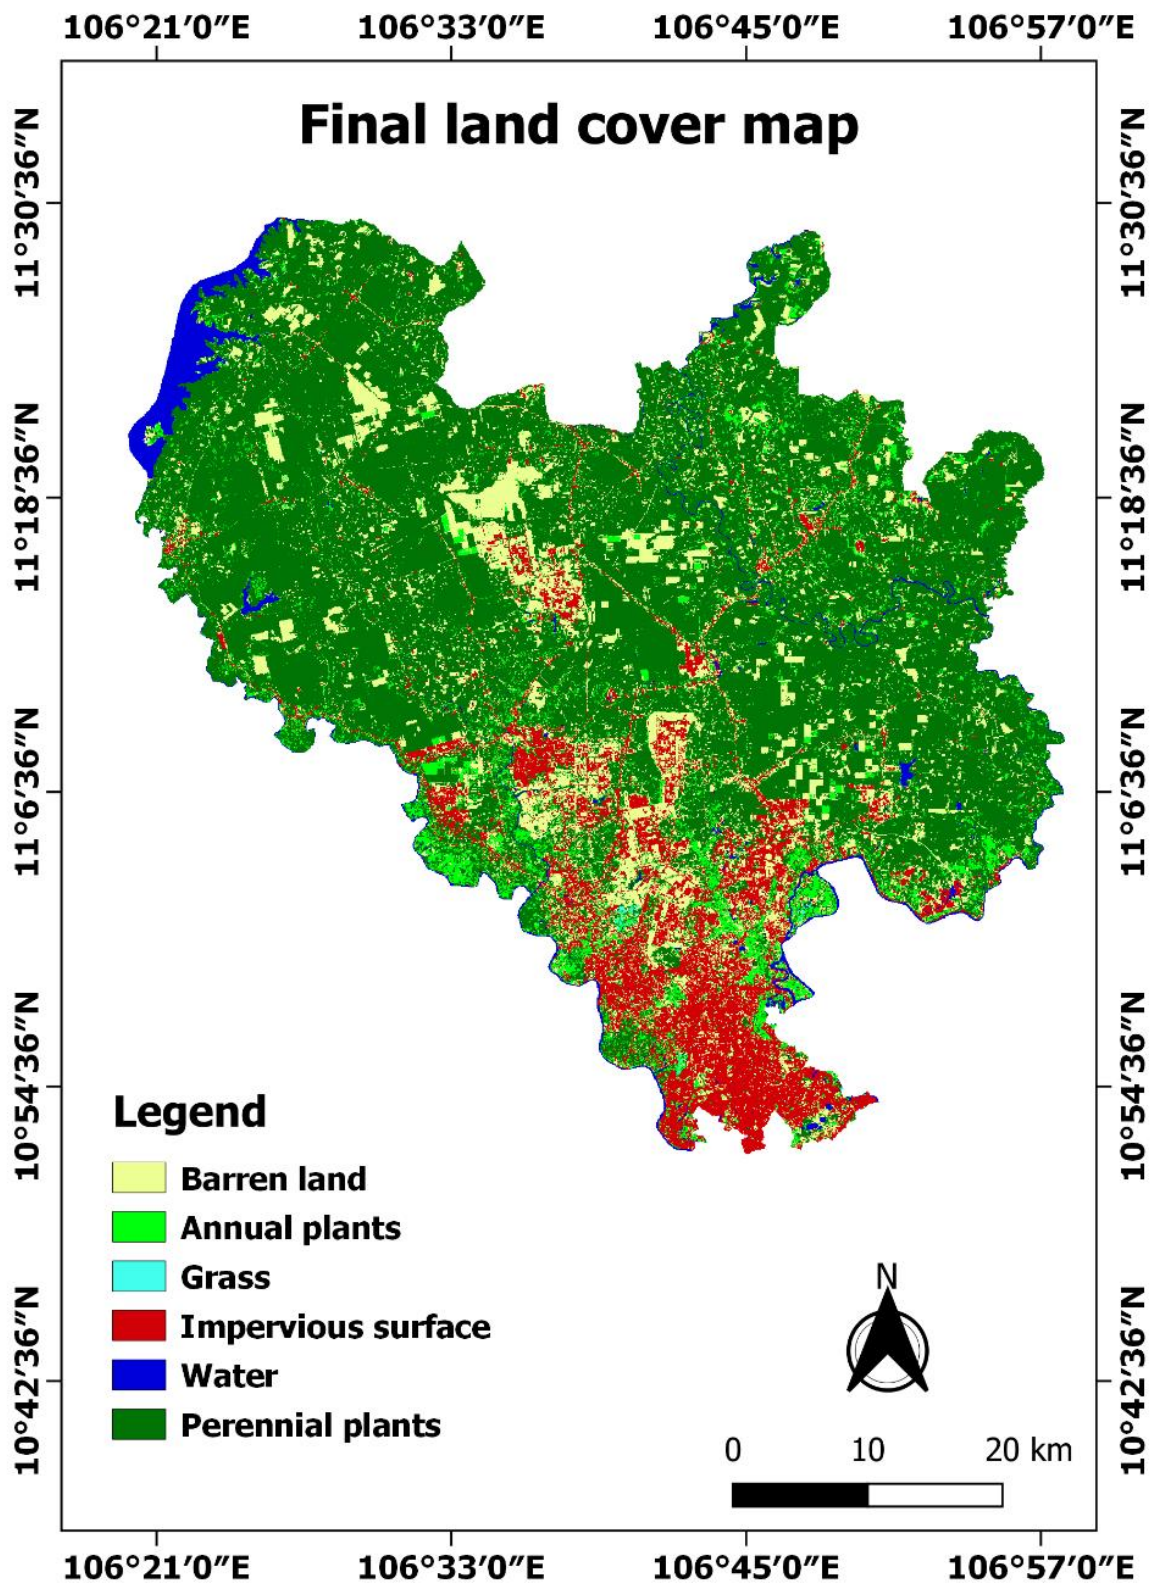 106°21′0″E 106°33′0″E 106°45′0″E 106°57′0″E
Final land cover map
11°30′36″N
11°18′36″N
11°6′36″N
10°54′36″N
10°42′36″N
11°30′36″N
11°18′36″N
11°6′36″N
10°54′36″N
10°42′36″N
Legend
Barren land
Annual plants
Grass
Impervious surface
Water
Perennial plants
N
0 10 20 km
106°21′0″E 106°33′0″E 106°45′0″E 106°57′0″E